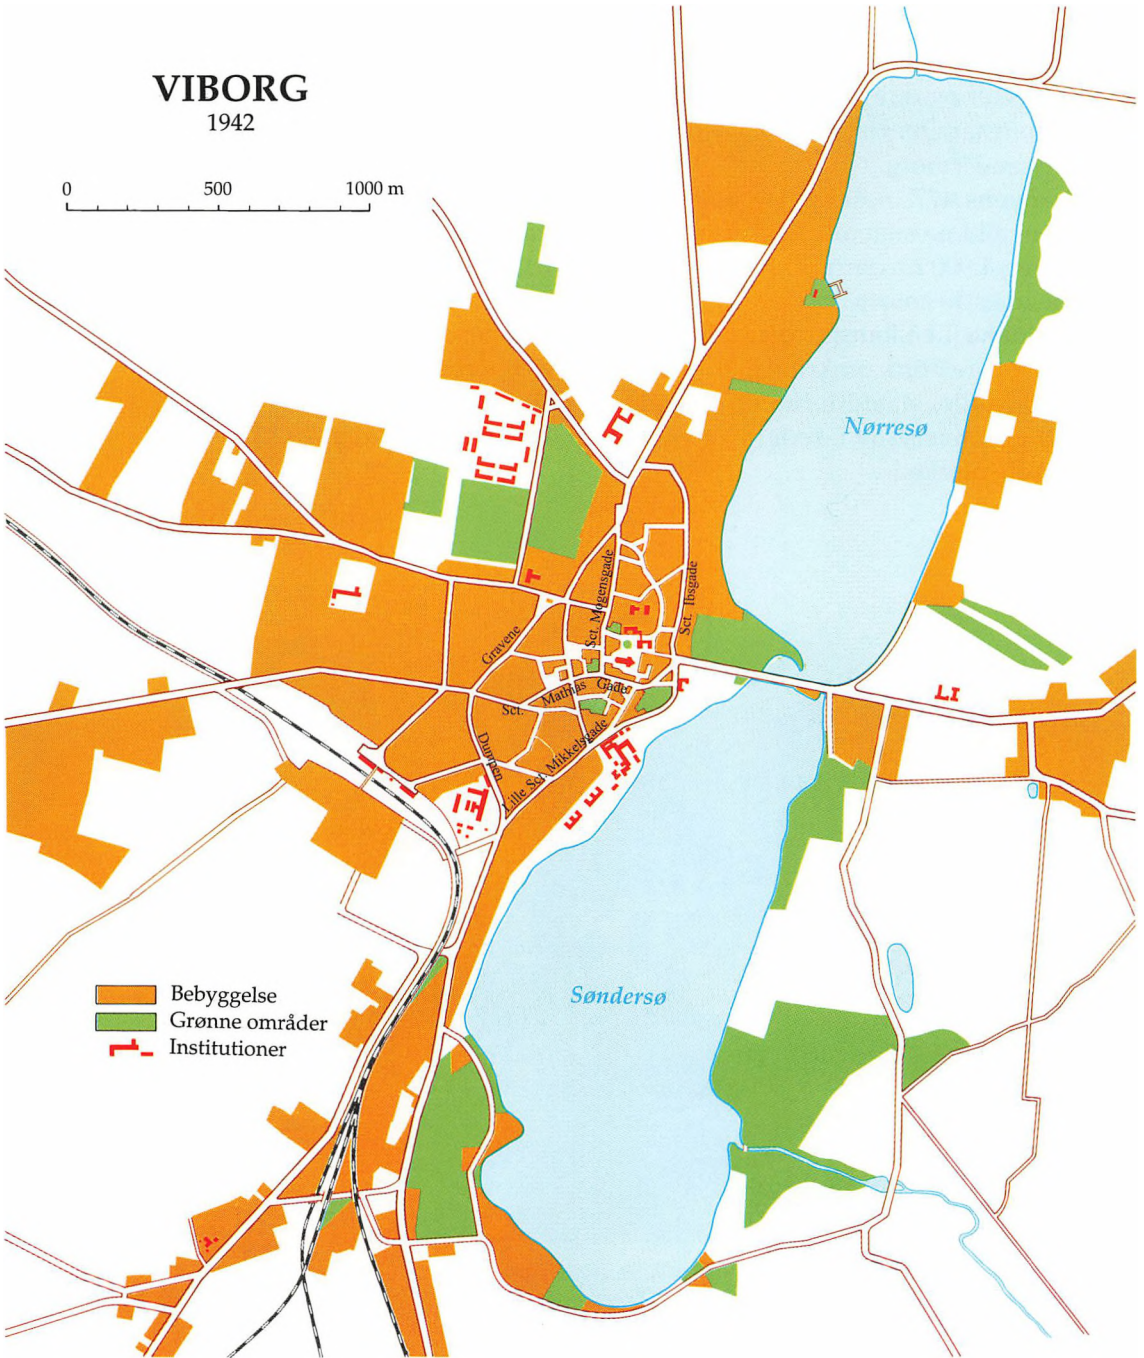 VIBORG
1942
0 500 1000 m
Nørresø
Sct. Mogensgade
Sct. Ibsgade
Gravene
Sct. Mathias Gade
Dumpen
Lille Sct. Mikkelsgade
Søndersø
Bebyggelse
Grønne områder
Institutioner